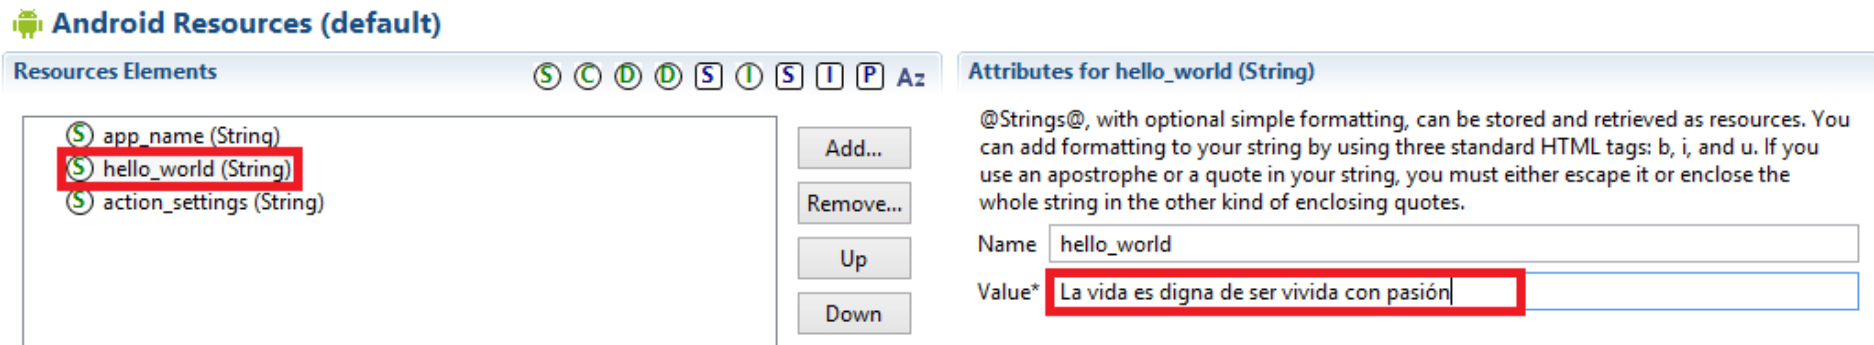 Android Resources (default)
Resources Elements
S C D D S I S I P Az
S app_name (String)
S hello_world (String)
S action_settings (String)
Add...
Remove...
Up
Down
Attributes for hello_world (String)
@Strings@, with optional simple formatting, can be stored and retrieved as resources. You
can add formatting to your string by using three standard HTML tags: b, i, and u. If you
use an apostrophe or a quote in your string, you must either escape it or enclose the
whole string in the other kind of enclosing quotes.
Name hello_world
Value* La vida es digna de ser vivida con pasión